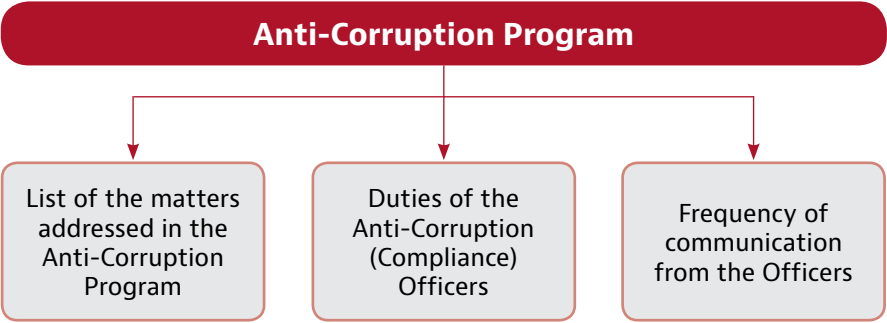 Anti-Corruption Program
List of the matters
addressed in the
Anti-Corruption
Program
Duties of the
Anti-Corruption
(Compliance)
Officers
Frequency of
communication
from the Officers